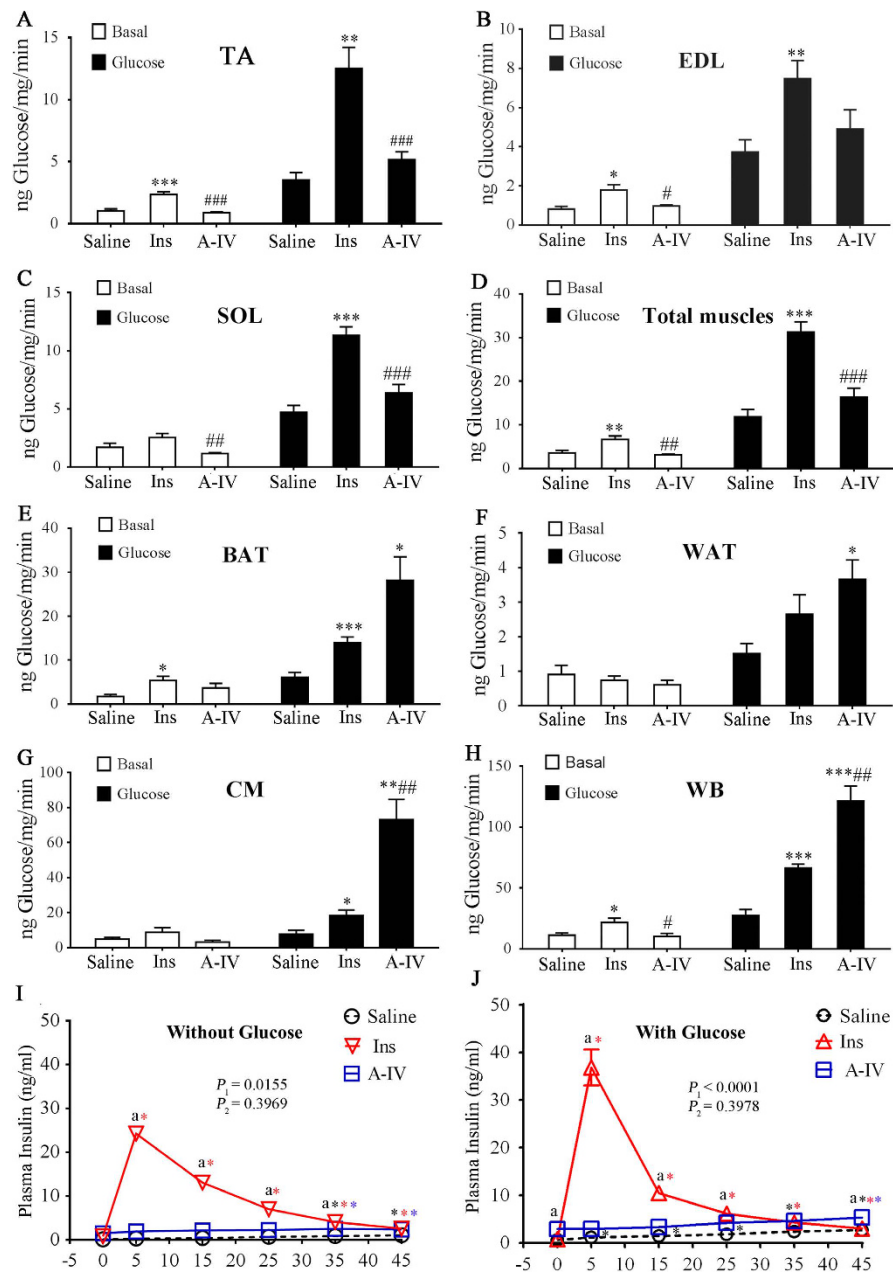 A
Basal
Glucose
TA
ng Glucose/mg/min
15
10
5
0
***
###
**
###
Saline Ins A-IV Saline Ins A-IV
B
Basal
Glucose
EDL
ng Glucose/mg/min
10
8
6
4
2
0
*
#
**
Saline Ins A-IV Saline Ins A-IV
C
Basal
Glucose
SOL
ng Glucose/mg/min
15
10
5
0
##
***
###
Saline Ins A-IV Saline Ins A-IV
D
Basal
Glucose
Total muscles
ng Glucose/mg/min
40
30
20
10
0
**
##
***
###
Saline Ins A-IV Saline Ins A-IV
E
Basal
Glucose
BAT
ng Glucose/mg/min
40
30
20
10
0
*
***
*
Saline Ins A-IV Saline Ins A-IV
F
Basal
Glucose
WAT
ng Glucose/mg/min
5
4
3
2
1
0
*
Saline Ins A-IV Saline Ins A-IV
G
Basal
Glucose
CM
ng Glucose/mg/min
100
80
60
40
20
0
*
**##
Saline Ins A-IV Saline Ins A-IV
H
Basal
Glucose
WB
ng Glucose/mg/min
150
100
50
0
*
#
***
***##
Saline Ins A-IV Saline Ins A-IV
I
Without Glucose
Saline
Ins
A-IV
P1 = 0.0155
P2 = 0.3969
Plasma Insulin (ng/ml)
50
40
30
20
10
0
a*
a*
a*
a***
***
-5 0 5 15 25 35 45
J
With Glucose
Saline
Ins
A-IV
P1 < 0.0001
P2 = 0.3978
Plasma Insulin (ng/ml)
50
40
30
20
10
0
a
a*
a*
a*
**
a***
*
*
*
-5 0 5 15 25 35 45